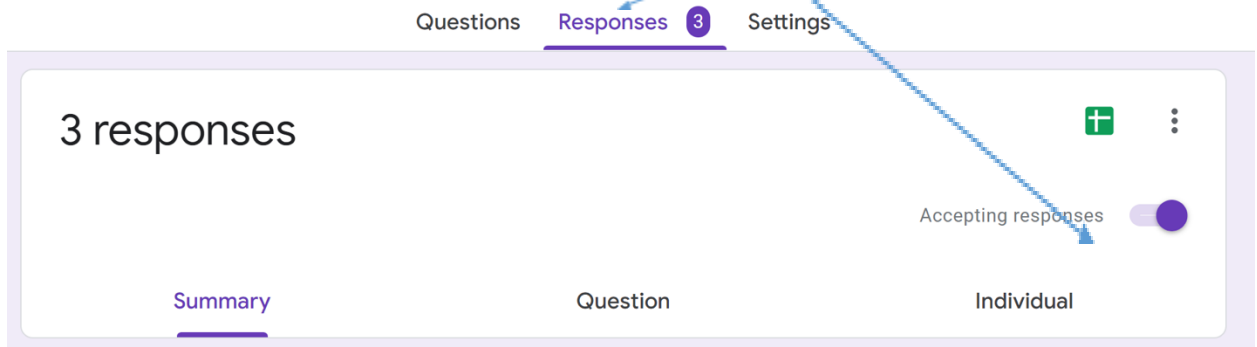 Questions Responses 3 Settings
3 responses
Accepting responses
Summary Question Individual